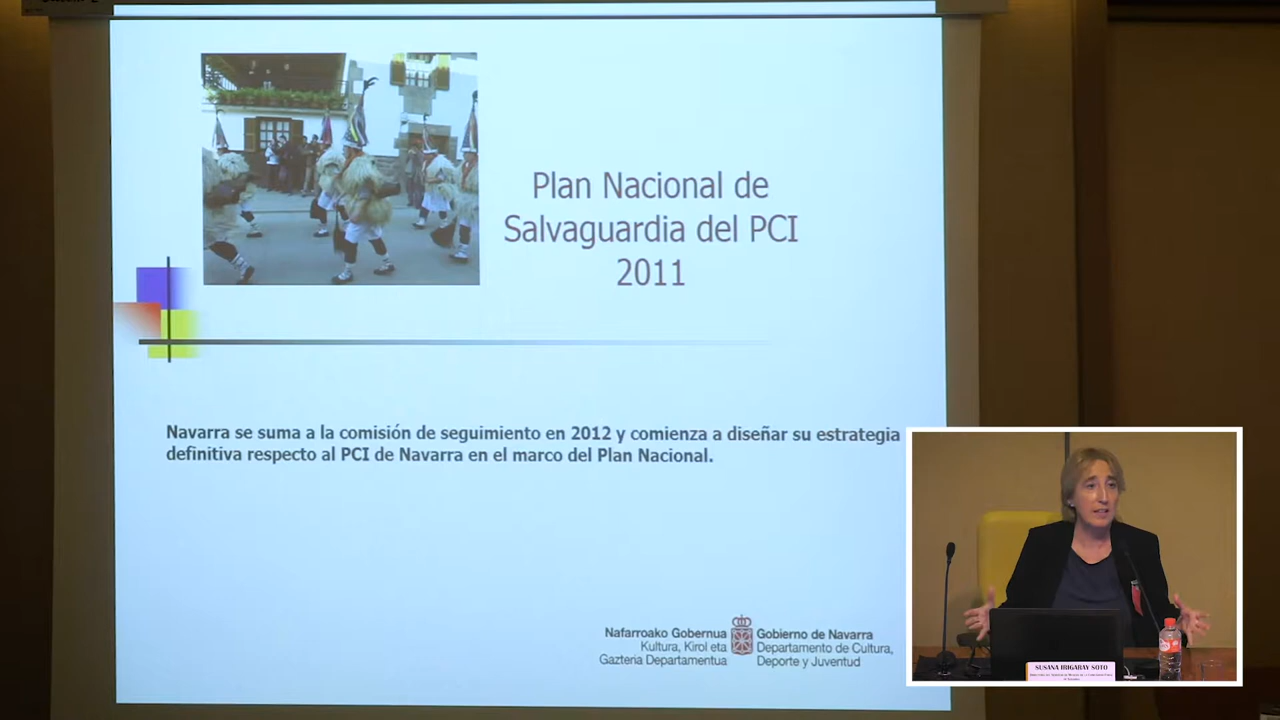 Plan Nacional de
Salvaguardia del PCI
2011
Navarra se suma a la comisión de seguimiento en 2012 y comienza a diseñar su estrategia
definitiva respecto al PCI de Navarra en el marco del Plan Nacional.
Nafarroako Gobernua
Kultura, Kirol eta
Gazteria Departamentua
Gobierno de Navarra
Departamento de Cultura,
Deporte y Juventud
SUSANA IRIGARAY SOTO